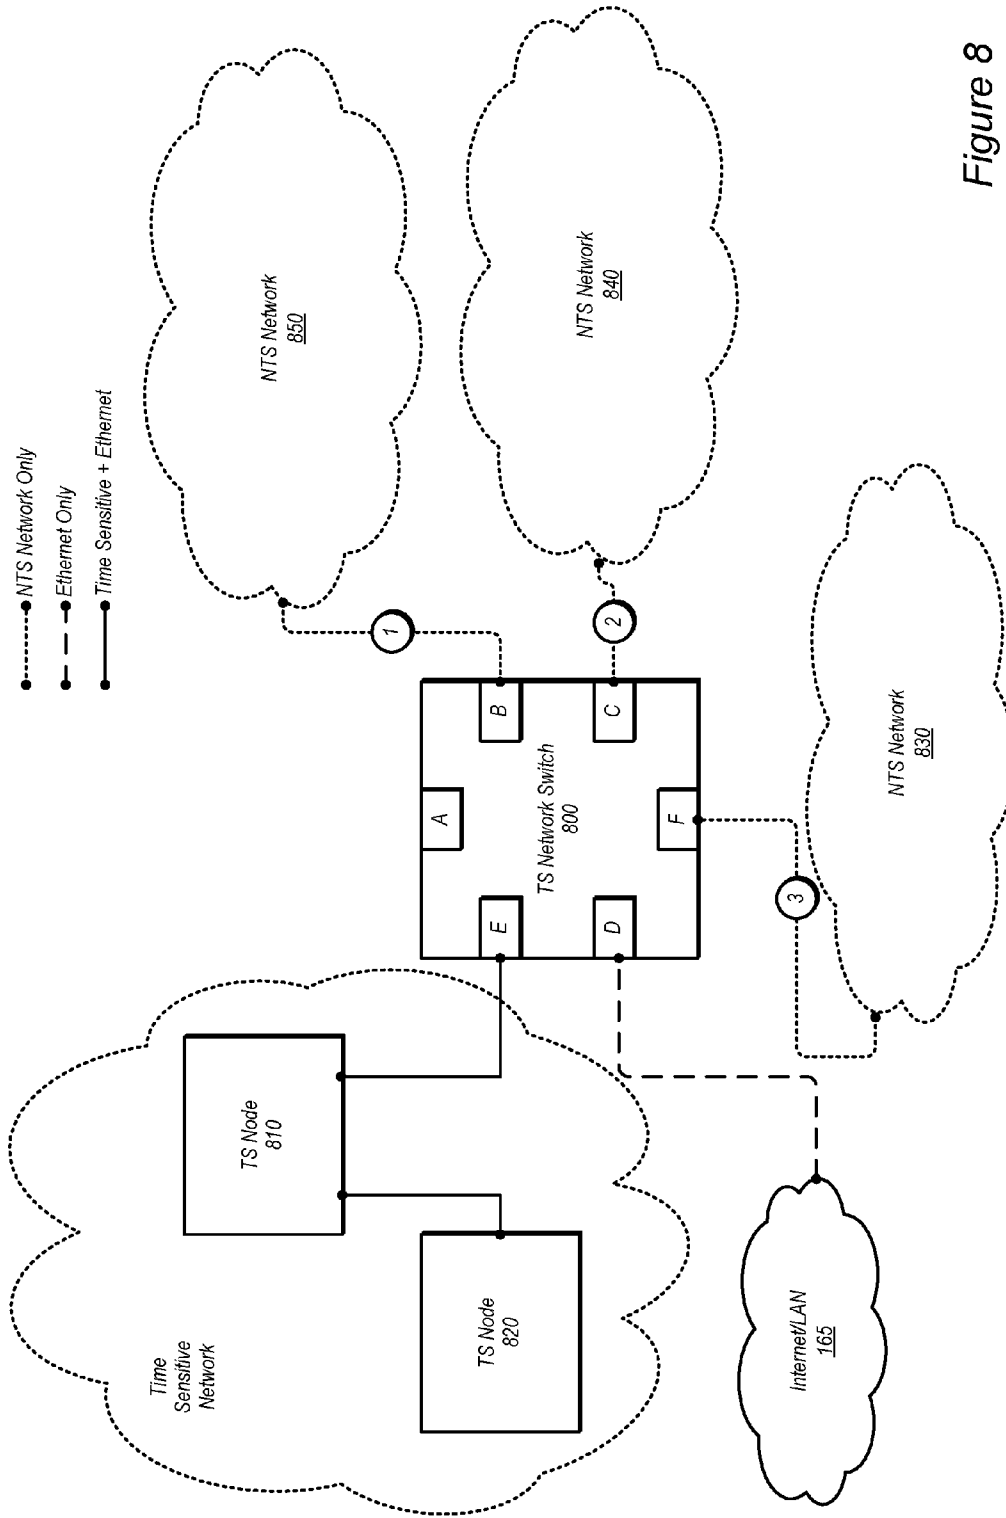 NTS Network Only
Ethernet Only
Time Sensitive + Ethernet
Time
Sensitive
Network
TS Node
810
TS Node
820
E
A
B
TS Network Switch
800
D
F
C
1
2
3
NTS Network
850
NTS Network
840
NTS Network
830
Internet/LAN
165
Figure 8